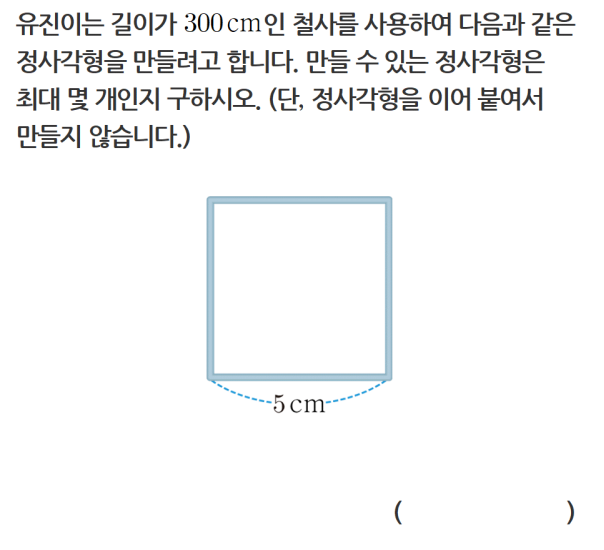 유진이는 길이가 300 cm인 철사를 사용하여 다음과 같은
정사각형을 만들려고 합니다. 만들 수 있는 정사각형은
최대 몇 개인지 구하시오. (단, 정사각형을 이어 붙여서
만들지 않습니다.)
5 cm
( )